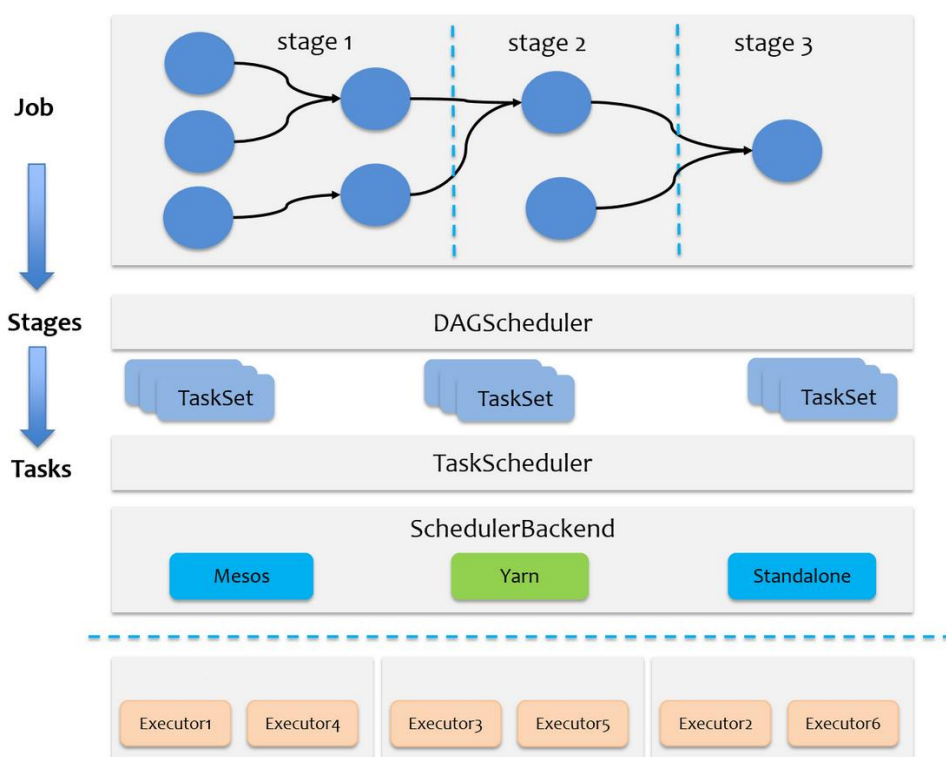 stage 1
stage 2
stage 3
Job
Stages
DAGScheduler
TaskSet
TaskSet
TaskSet
Tasks
TaskScheduler
SchedulerBackend
Mesos
Yarn
Standalone
Executor1
Executor4
Executor3
Executor5
Executor2
Executor6